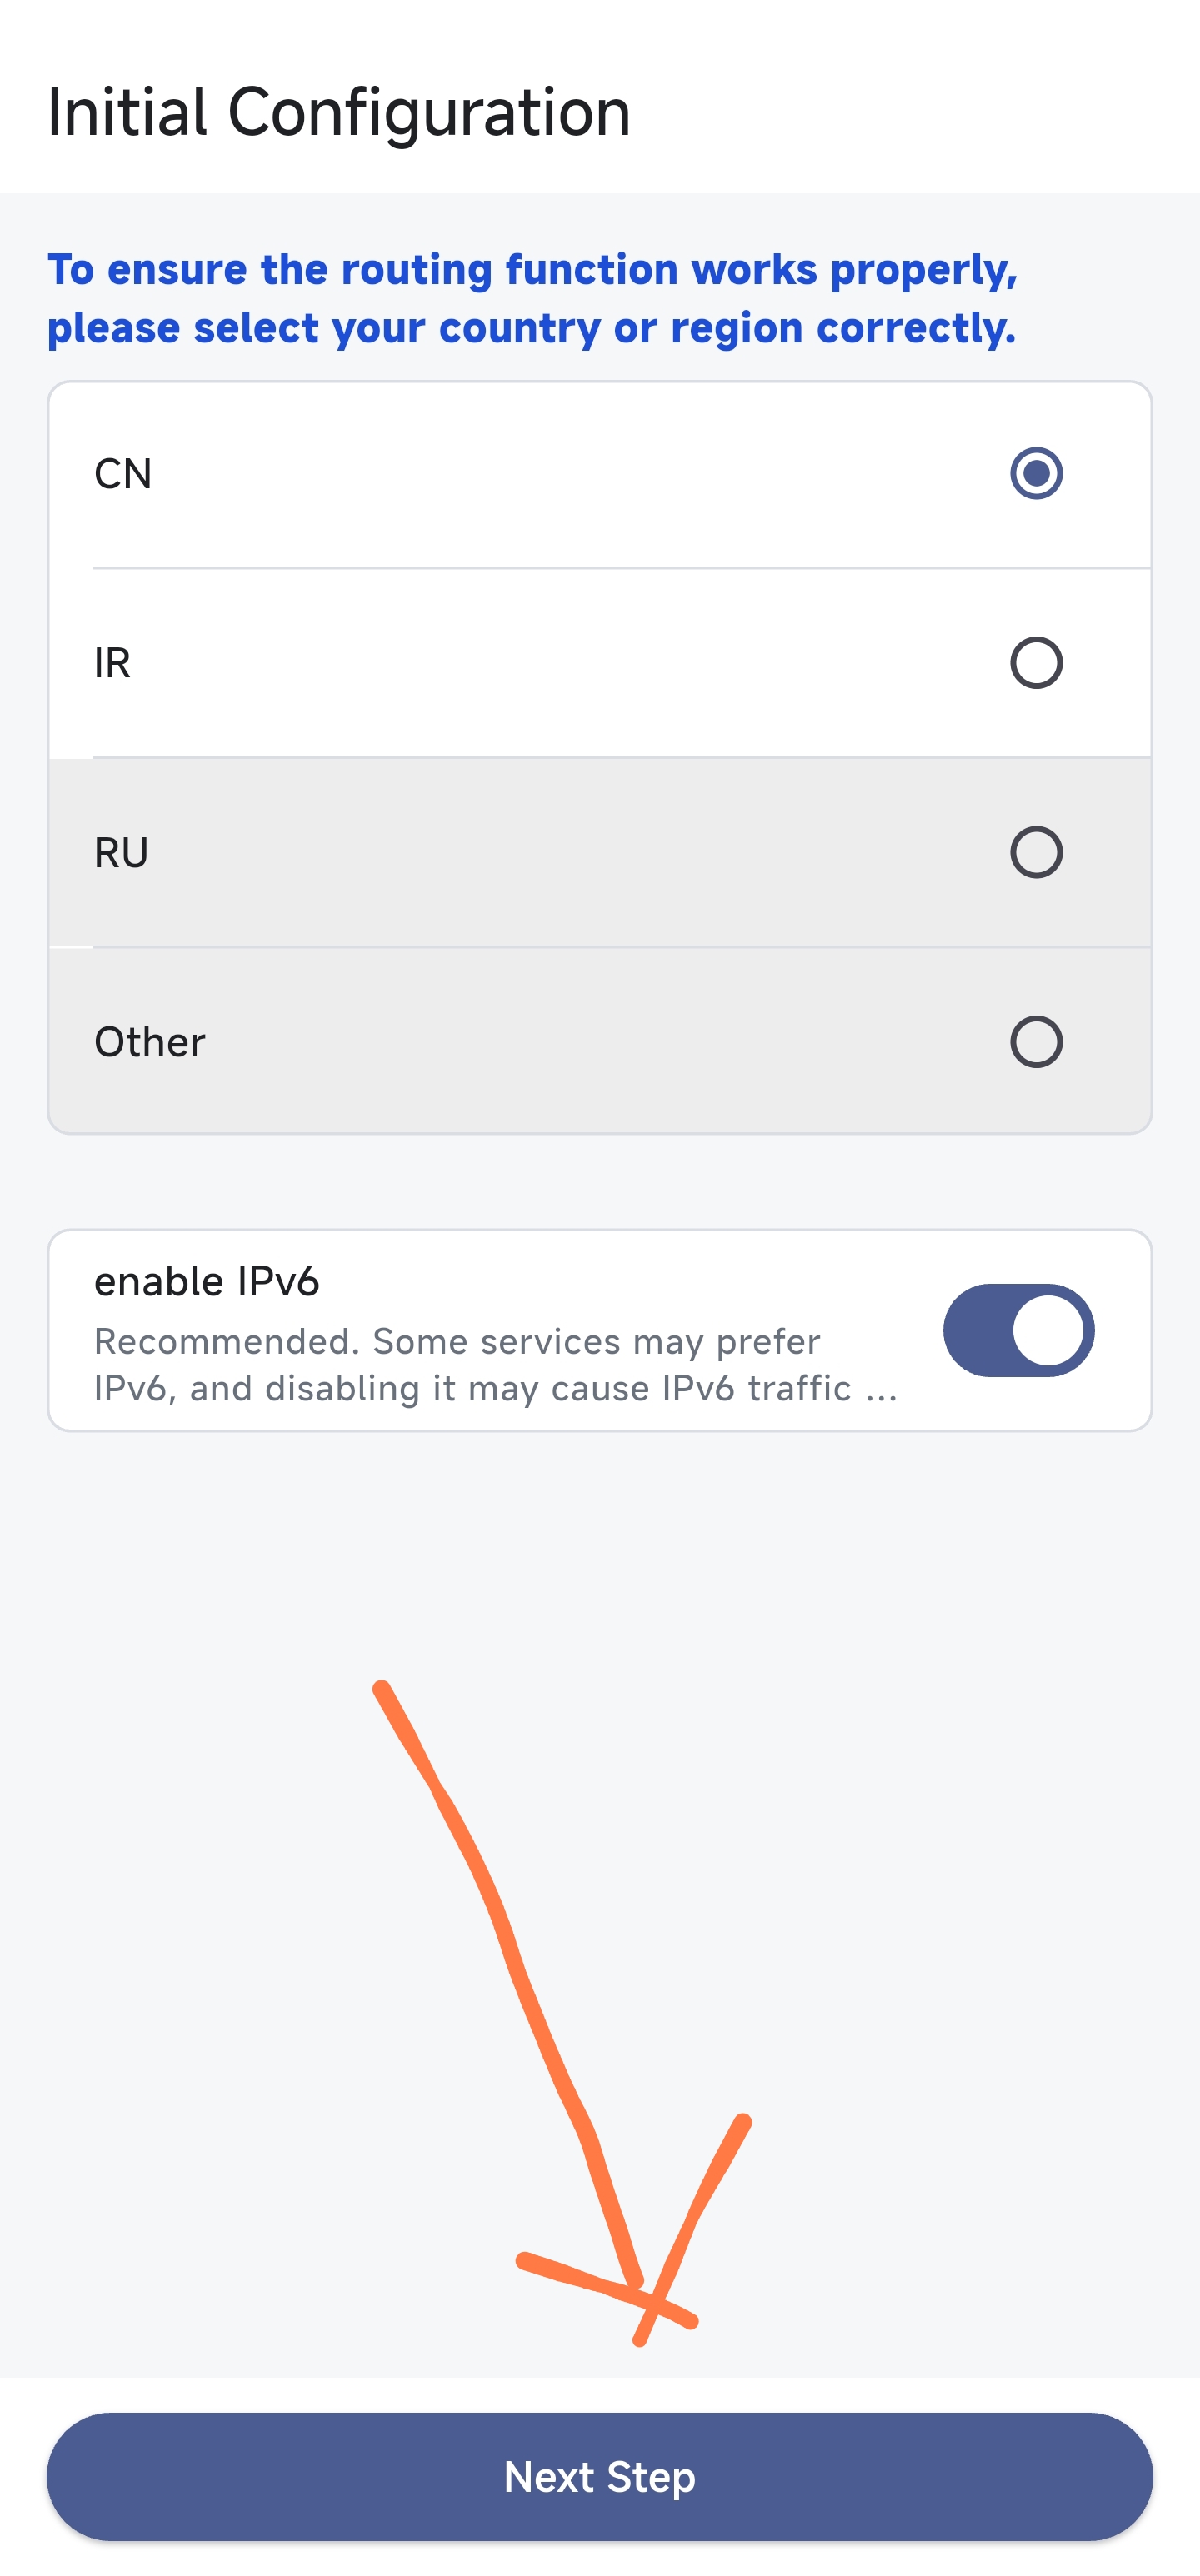 Initial Configuration
To ensure the routing function works properly,
please select your country or region correctly.
CN
IR
RU
Other
enable IPv6
Recommended. Some services may prefer
IPv6, and disabling it may cause IPv6 traffic ...
Next Step